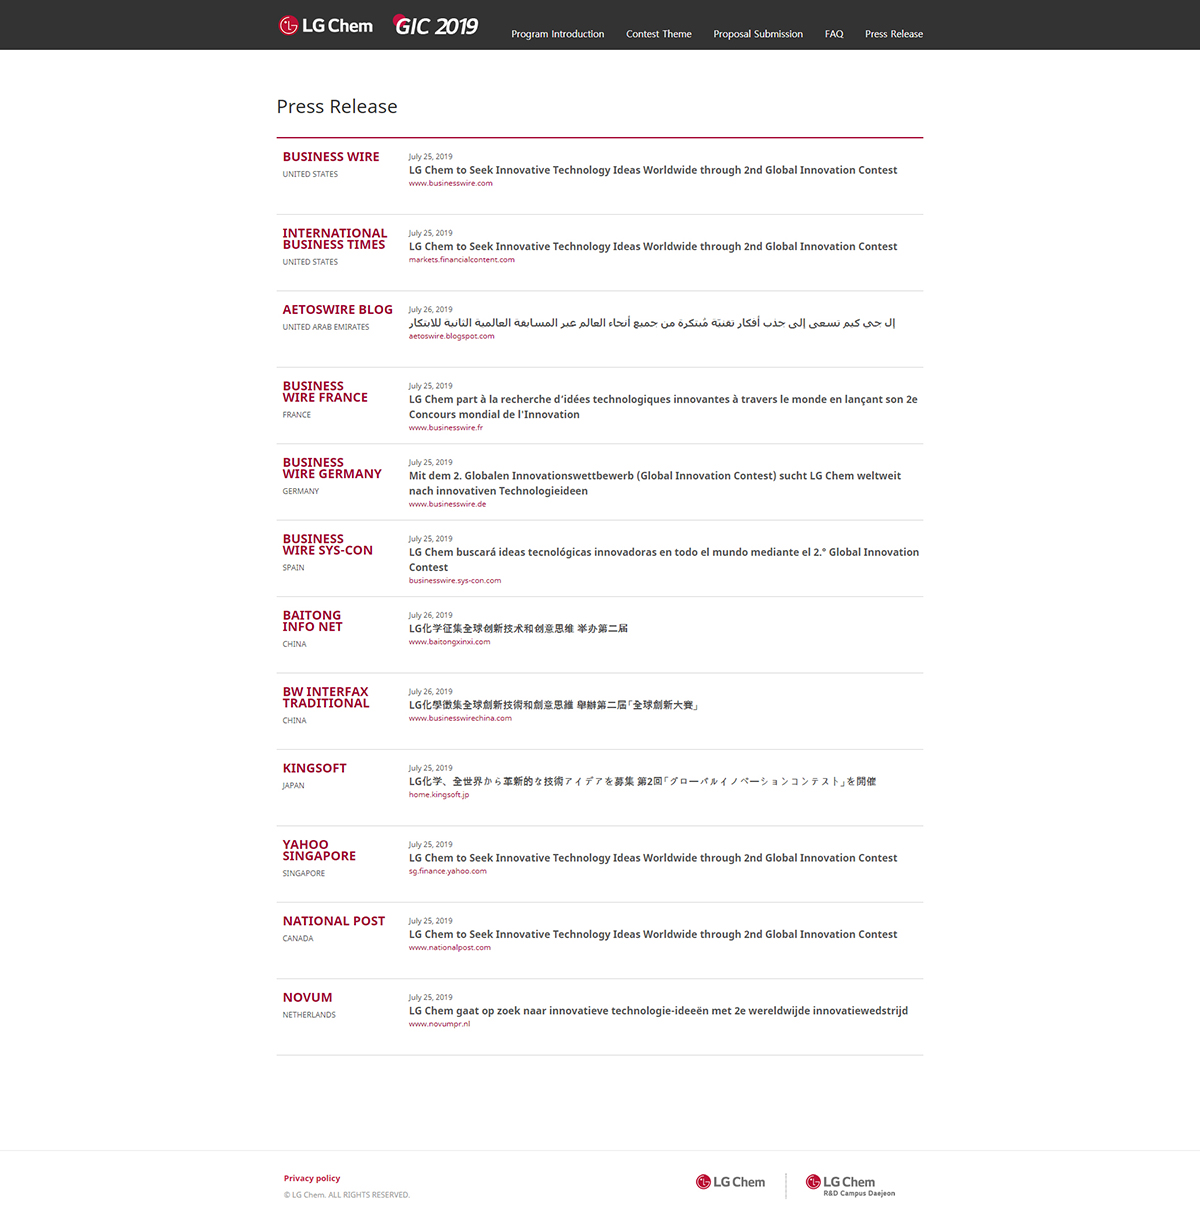 LG Chem GIC 2019 Program Introduction Contest Theme Proposal Submission FAQ Press Release
Press Release
BUSINESS WIRE
UNITED STATES
July 25, 2019
LG Chem to Seek Innovative Technology Ideas Worldwide through 2nd Global Innovation Contest
www.businesswire.com
INTERNATIONAL
BUSINESS TIMES
UNITED STATES
July 25, 2019
LG Chem to Seek Innovative Technology Ideas Worldwide through 2nd Global Innovation Contest
markets.financialcontent.com
AETOSWIRE BLOG
UNITED ARAB EMIRATES
July 26, 2019
إل جي كيم تسعى إلى جذب أفكار تقنيّة مُبتكرة من جميع أنحاء العالم عبر المسابقة العالمية الثانية للابتكار
aetoswire.blogspot.com
BUSINESS
WIRE FRANCE
FRANCE
July 25, 2019
LG Chem part à la recherche d'idées technologiques innovantes à travers le monde en lançant son 2e
Concours mondial de l'Innovation
www.businesswire.fr
BUSINESS
WIRE GERMANY
GERMANY
July 25, 2019
Mit dem 2. Globalen Innovationswettbewerb (Global Innovation Contest) sucht LG Chem weltweit
nach innovativen Technologieideen
www.businesswire.de
BUSINESS
WIRE SYS-CON
SPAIN
July 25, 2019
LG Chem buscará ideas tecnológicas innovadoras en todo el mundo mediante el 2.º Global Innovation
Contest
businesswire.sys-con.com
BAITONG
INFO NET
CHINA
July 26, 2019
LG化学征集全球创新技术和创意思维 举办第二届
www.baitongxinxi.com
BW INTERFAX
TRADITIONAL
CHINA
July 26, 2019
LG化學徵集全球創新技術和創意思維 舉辦第二屆「全球創新大賽」
www.businesswirechina.com
KINGSOFT
JAPAN
July 25, 2019
LG化学、全世界から革新的な技術アイデアを募集 第2回「グローバルイノベーションコンテスト」を開催
home.kingsoft.jp
YAHOO
SINGAPORE
SINGAPORE
July 25, 2019
LG Chem to Seek Innovative Technology Ideas Worldwide through 2nd Global Innovation Contest
sg.finance.yahoo.com
NATIONAL POST
CANADA
July 25, 2019
LG Chem to Seek Innovative Technology Ideas Worldwide through 2nd Global Innovation Contest
www.nationalpost.com
NOVUM
NETHERLANDS
July 25, 2019
LG Chem gaat op zoek naar innovatieve technologie-ideeën met 2e wereldwijde innovatiewedstrijd
www.novumpr.nl
Privacy policy
© LG Chem. ALL RIGHTS RESERVED.
LG Chem
LG Chem
R&D Campus Daejeon